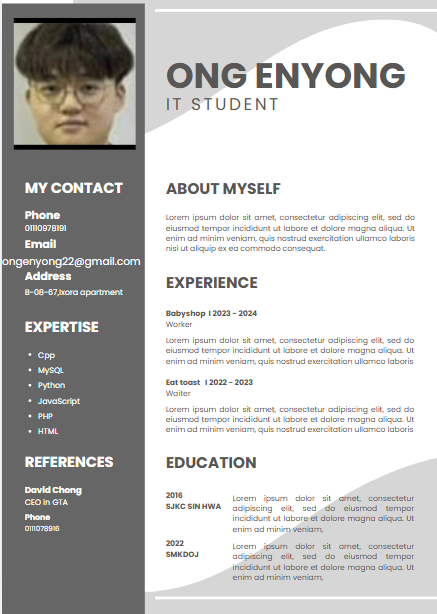 ONG ENYONG
IT STUDENT
MY CONTACT
Phone
01110978191
Email
ongenyong22@gmail.com
Address
B-08-67,Ixora apartment
EXPERTISE
• Cpp
• MySQL
• Python
• JavaScript
• PHP
• HTML
REFERENCES
David Chong
CEO in GTA
Phone
0111078916
ABOUT MYSELF
Lorem ipsum dolor sit amet, consectetur adipiscing elit, sed do
eiusmod tempor incididunt ut labore et dolore magna aliqua. Ut
enim ad minim veniam, quis nostrud exercitation ullamco laboris
nisi ut aliquip ex ea commodo consequat.
EXPERIENCE
Babyshop I 2023 - 2024
Worker
Lorem ipsum dolor sit amet, consectetur adipiscing elit, sed do
eiusmod tempor incididunt ut labore et dolore magna aliqua. Ut
enim ad minim veniam, quis nostrud exercitation ullamco laboris
Eat toast I 2022 - 2023
Waiter
Lorem ipsum dolor sit amet, consectetur adipiscing elit, sed do
eiusmod tempor incididunt ut labore et dolore magna aliqua. Ut
enim ad minim veniam, quis nostrud exercitation ullamco laboris
EDUCATION
2016
SJKC SIN HWA
Lorem ipsum dolor sit amet, consectetur
adipiscing elit, sed do eiusmod tempor
incididunt ut labore et dolore magna aliqua. Ut
enim ad minim veniam,
2022
SMKDOJ
Lorem ipsum dolor sit amet, consectetur
adipiscing elit, sed do eiusmod tempor
incididunt ut labore et dolore magna aliqua. Ut
enim ad minim veniam,